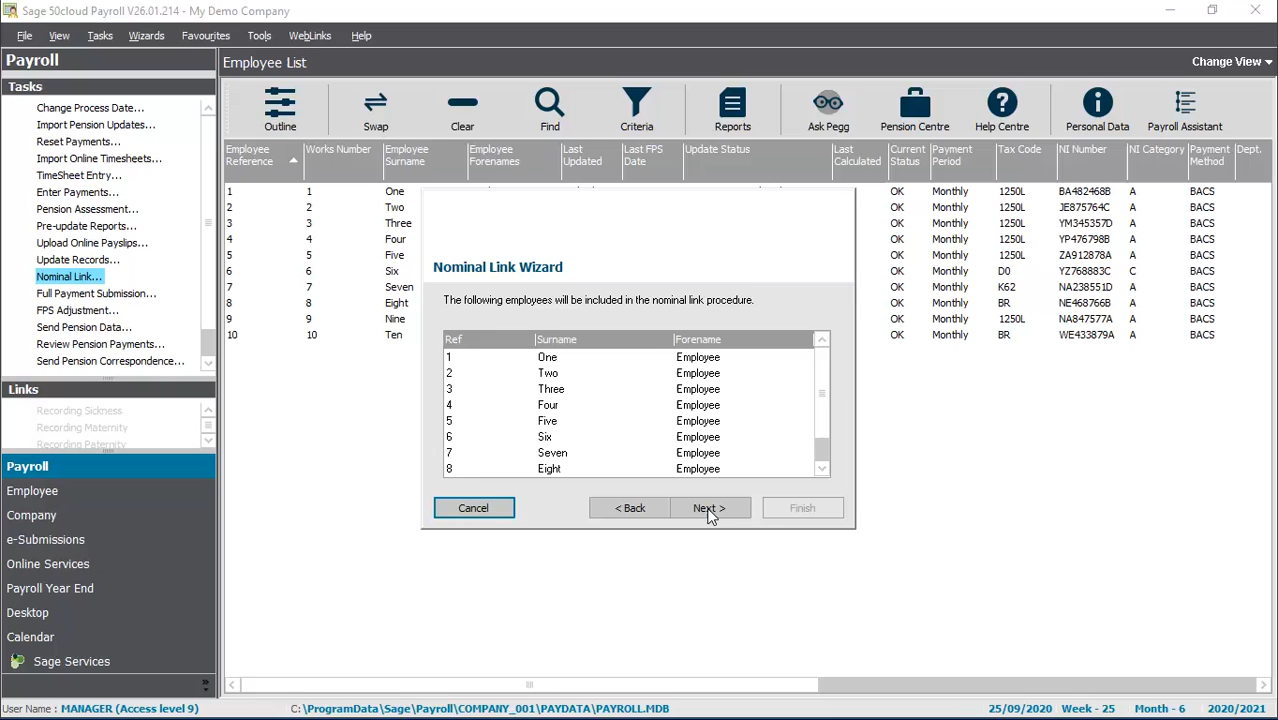 Sage 50cloud Payroll V26.01.214 - My Demo Company
File View Tasks Wizards Favourites Tools WebLinks Help
Payroll
Tasks
Change Process Date...
Import Pension Updates...
Reset Payments...
Import Online Timesheets...
TimeSheet Entry...
Enter Payments...
Pension Assessment...
Pre-update Reports...
Upload Online Payslips...
Update Records...
Nominal Link...
Full Payment Submission...
FPS Adjustment...
Send Pension Data...
Review Pension Payments...
Send Pension Correspondence...
Links
Recording Sickness
Recording Maternity
Recording Paternity
Payroll
Employee
Company
e-Submissions
Online Services
Payroll Year End
Desktop
Calendar
Sage Services
Employee List Change View
Outline Swap Clear Find Criteria Reports Ask Pegg Pension Centre Help Centre Personal Data Payroll Assistant
Employee Reference Works Number Employee Surname Employee Forenames Last Updated Last FPS Date Update Status Last Calculated Current Status Payment Period Tax Code NI Number NI Category Payment Method Dept.
1 1 One OK Monthly 1250L BA482468B A BACS
2 2 Two OK Monthly 1250L JE875764C A BACS
3 3 Three OK Monthly 1250L YM345357D A BACS
4 4 Four OK Monthly 1250L YP476798B A BACS
5 5 Five OK Monthly 1250L ZA912878A A BACS
6 6 Six OK Monthly D0 YZ768883C C BACS
7 7 Seven OK Monthly K62 NA238551D A BACS
8 8 Eight OK Monthly BR NE468766B A BACS
9 9 Nine OK Monthly 1250L NA847577A A BACS
10 10 Ten OK Monthly BR WE433879A A BACS
Nominal Link Wizard
The following employees will be included in the nominal link procedure.
Ref Surname Forename
1 One Employee
2 Two Employee
3 Three Employee
4 Four Employee
5 Five Employee
6 Six Employee
7 Seven Employee
8 Eight Employee
Cancel < Back Next > Finish
User Name : MANAGER (Access level 9) C:\ProgramData\Sage\Payroll\COMPANY_001\PAYDATA\PAYROLL.MDB 25/09/2020 Week - 25 Month - 6 2020/2021